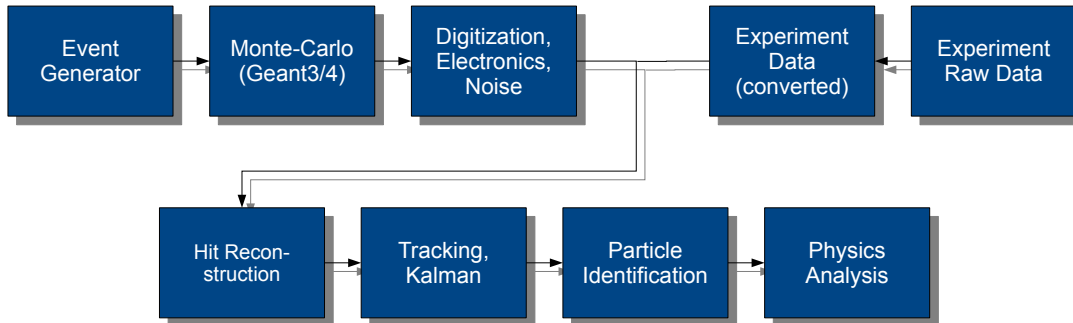 Event
Generator
Monte-Carlo
(Geant3/4)
Digitization,
Electronics,
Noise
Experiment
Data
(converted)
Experiment
Raw Data
Hit Recon-
struction
Tracking,
Kalman
Particle
Identification
Physics
Analysis